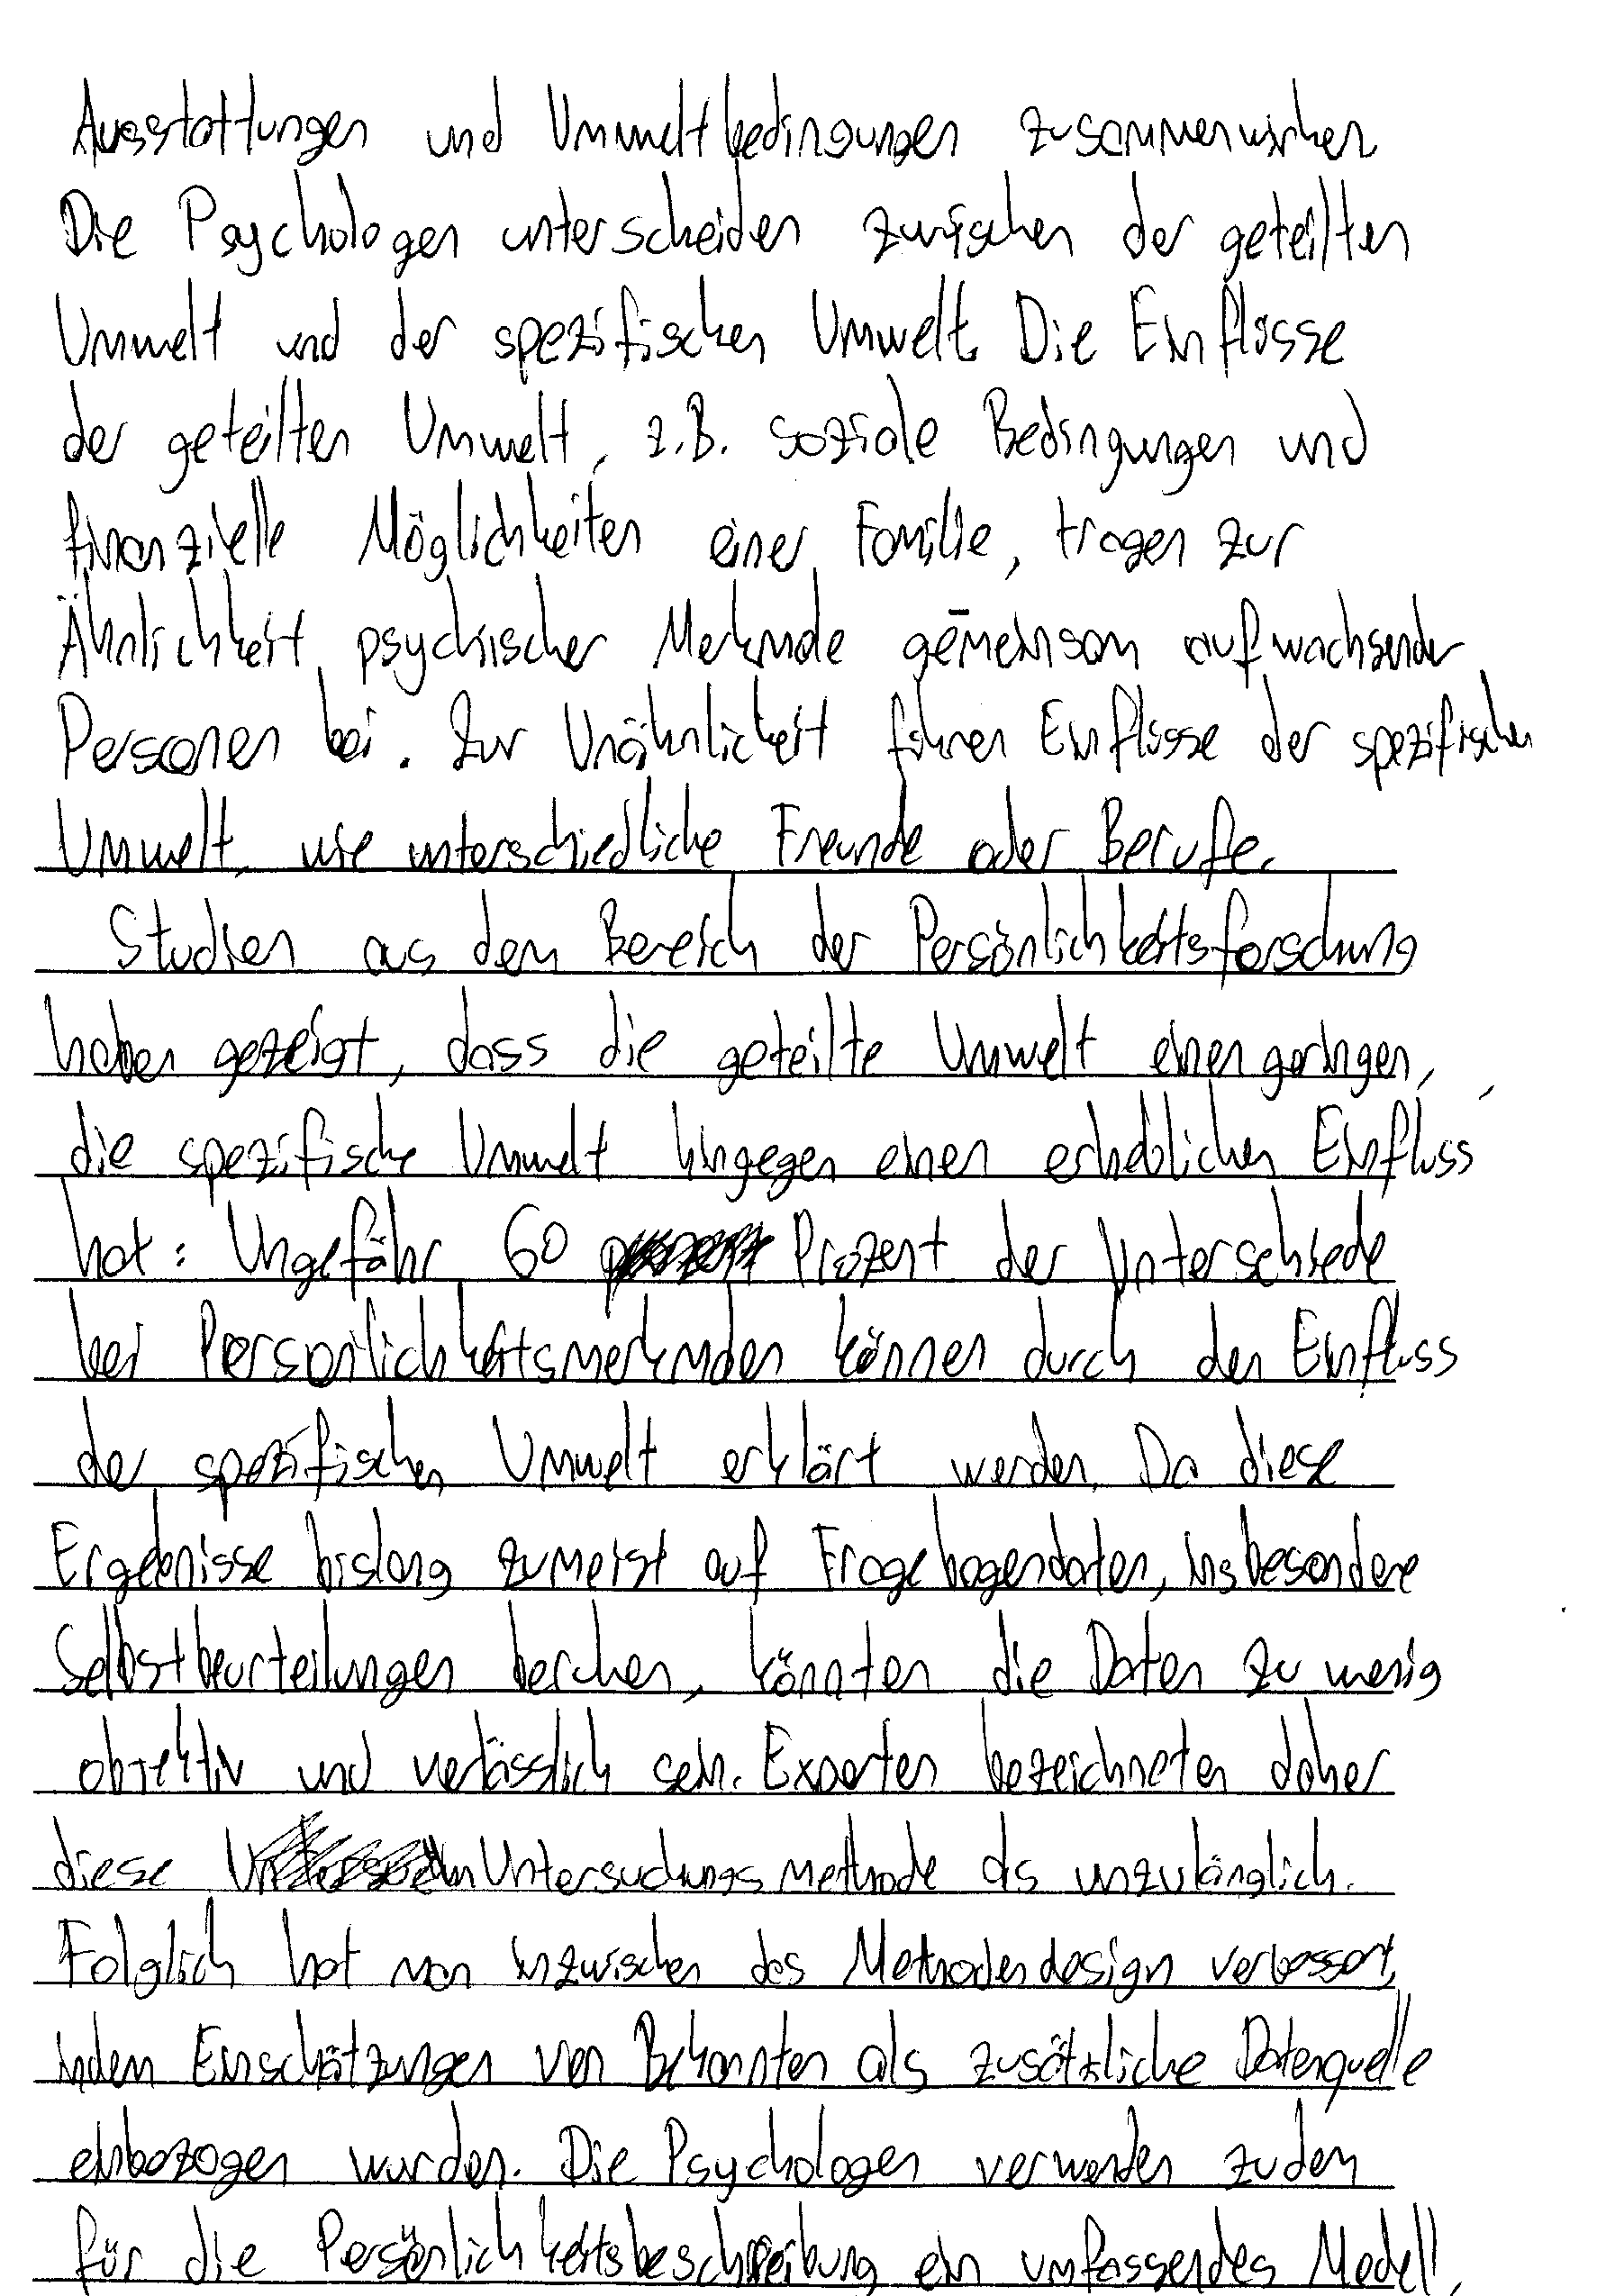 Ausstattungen und Umweltbedingungen zusammenwirken
Die Psychologen unterscheiden zwischen der geteilten
Umwelt und der spezifischen Umwelt. Die Einflüsse
der geteilten Umwelt, z.B. soziale Bedingungen und
finanzielle Möglichkeiten einer Familie, tragen zur
Ähnlichkeit psychischer Merkmale gemeinsam aufwachsender
Personen bei. Zur Unähnlichkeit führen Einflüsse der spezifischen
Umwelt, wie unterschiedliche Freunde oder Berufe.
Studien aus dem Bereich der Persönlichkeitsforschung
haben gezeigt, dass die geteilte Umwelt einen geringen,
die spezifische Umwelt hingegen einen erheblichen Einfluss
hat: Ungefähr 60 Prozent der Unterschiede
bei Persönlichkeitsmerkmalen können durch den Einfluss
der spezifischen Umwelt erklärt werden. Da diese
Ergebnisse bislang zumeist auf Fragebogendaten, insbesondere
Selbstbeurteilungen beruhen, könnten die Daten zu wenig
objektiv und verlässlich sein. Experten bezeichneten daher
diese Untersuchungsmethode als unzulänglich.
Folglich hat man inzwischen das Methodendesign verbessert,
indem Einschätzungen von Bekannten als zusätzliche Datenquelle
einbezogen wurden. Die Psychologen verwenden zudem
für die Persönlichkeitsbeschreibung ein umfassendes Modell,